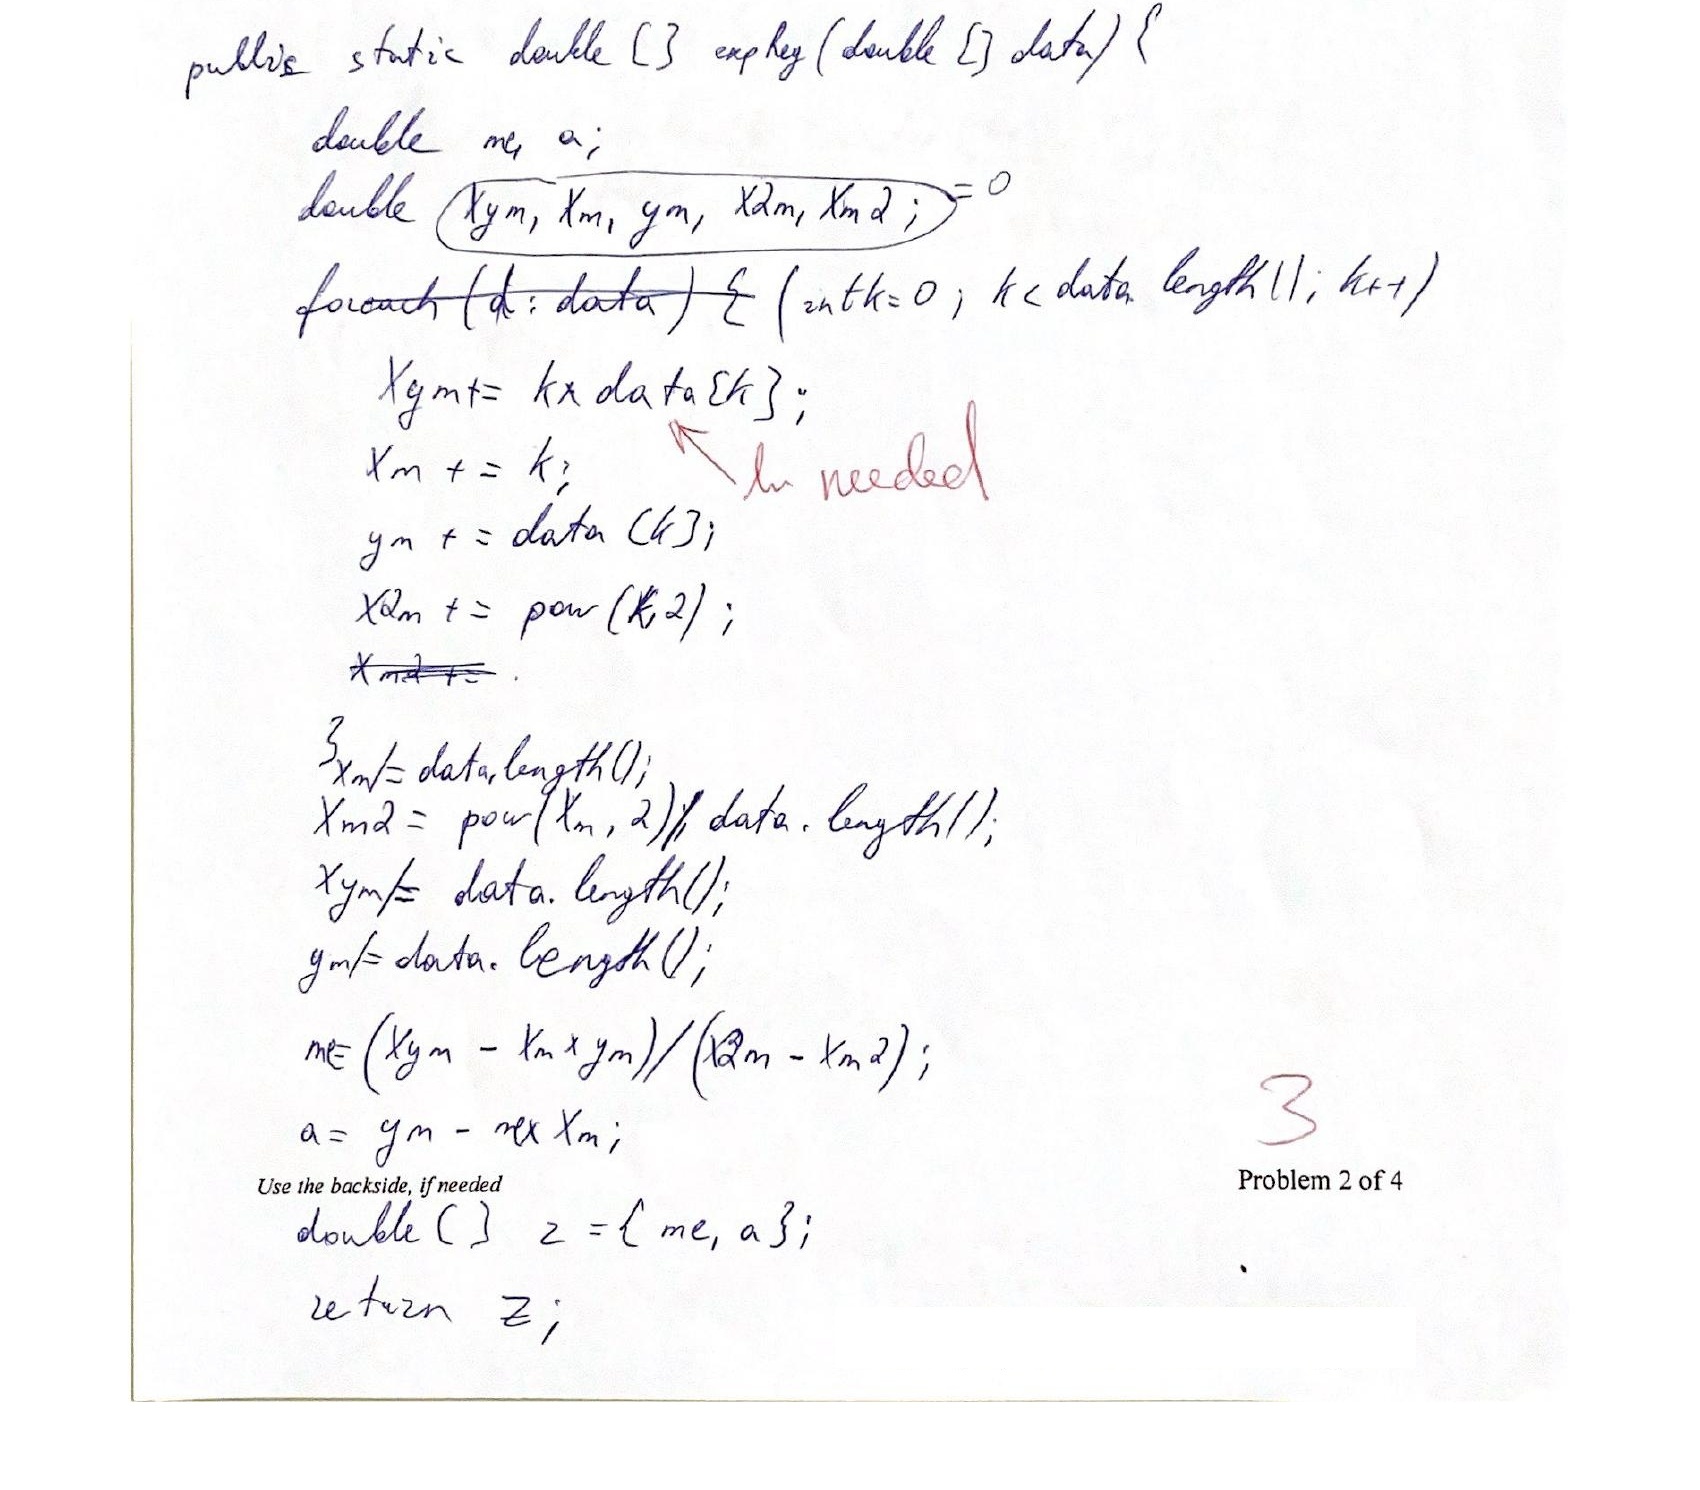 public static double [] expReg (double [] data) {
double me, a;
double xym, xm, ym, x2m, xm2; = 0
foreach (d : data) { (int k=0 ; k < data length(); k++)
xym += k * data[k];
ln needed
xm += k;
ym += data [k];
x2m += pow (k,2) ;
xm2 +=
}
xm /= data.length();
xm2 = pow(xm, 2) / data.length();
xym /= data.length();
ym /= data.length();
me = (xym - xm * ym) / (x2m - xm2);
3
a = ym - me * xm;
Use the backside, if needed
Problem 2 of 4
double [] z = { me, a };
return z;